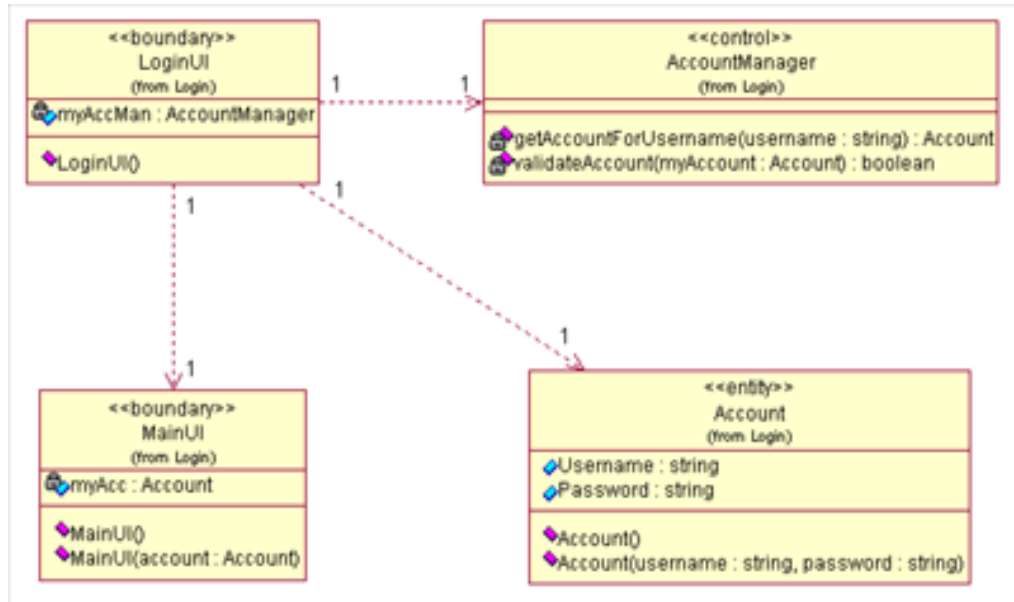 <<boundary>>
LoginUI
(from Login)
myAccMan : AccountManager
LoginUI()
1
1
<<control>>
AccountManager
(from Login)
getAccountForUsername(username : string) : Account
validateAccount(myAccount : Account) : boolean
1
1
1
1
<<boundary>>
MainUI
(from Login)
myAcc : Account
MainUI()
MainUI(account : Account)
<<entity>>
Account
(from Login)
Username : string
Password : string
Account()
Account(username : string, password : string)